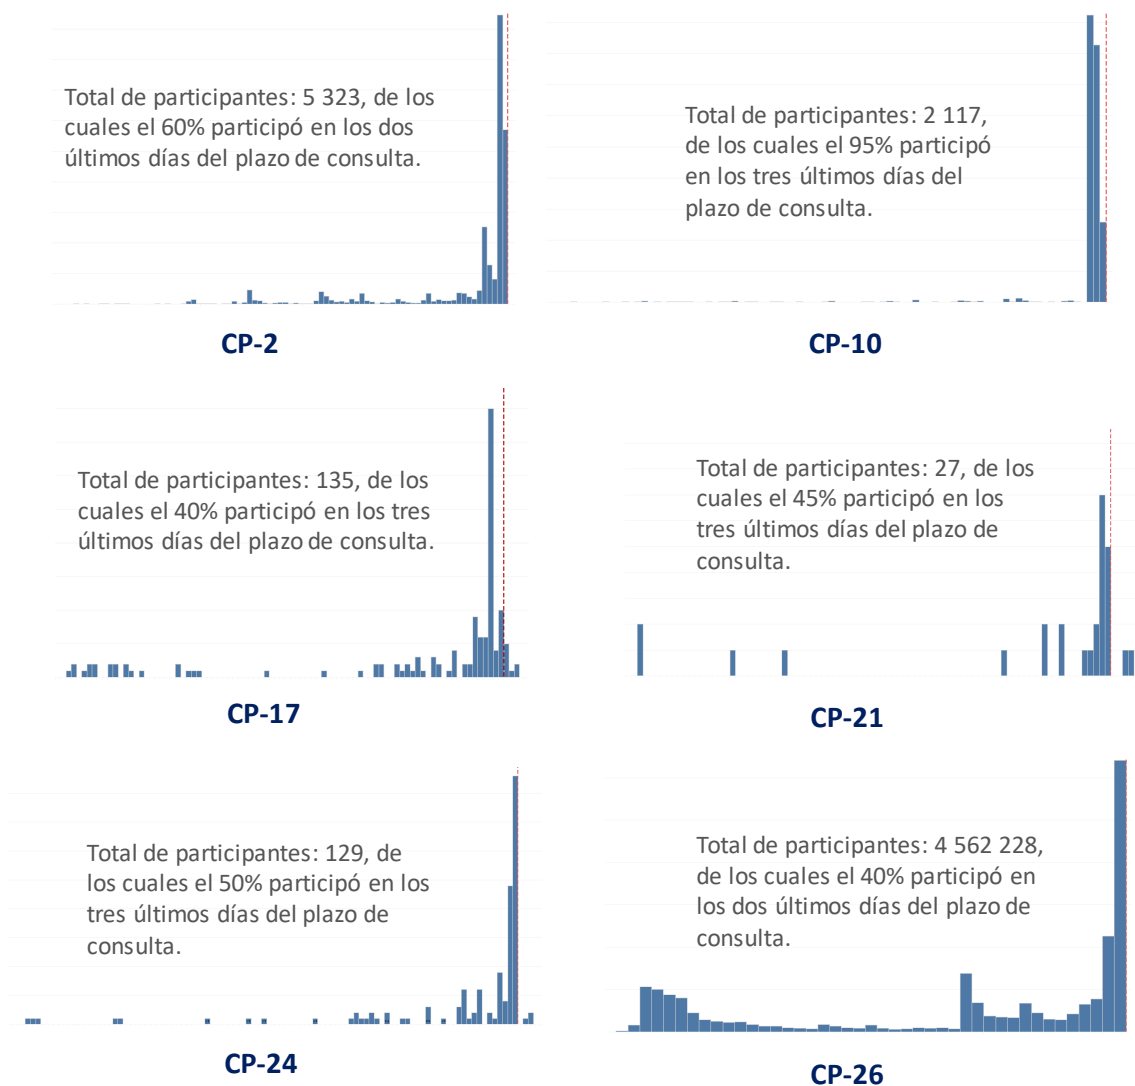 Total de participantes: 5 323, de los
cuales el 60% participó en los dos
últimos días del plazo de consulta.
CP-2
Total de participantes: 2 117,
de los cuales el 95% participó
en los tres últimos días del
plazo de consulta.
CP-10
Total de participantes: 135, de los
cuales el 40% participó en los tres
últimos días del plazo de consulta.
CP-17
Total de participantes: 27, de los
cuales el 45% participó en los
tres últimos días del plazo de
consulta.
CP-21
Total de participantes: 129, de
los cuales el 50% participó en los
tres últimos días del plazo de
consulta.
CP-24
Total de participantes: 4 562 228,
de los cuales el 40% participó en
los dos últimos días del plazo de
consulta.
CP-26